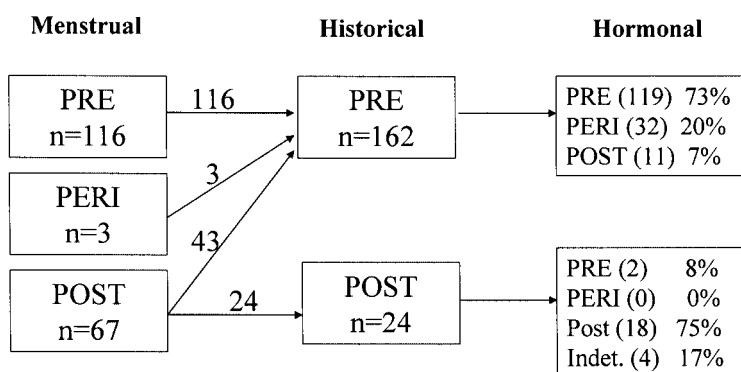 Menstrual
Historical
Hormonal
PRE
n=116
116
PRE
n=162
PRE (119) 73%
PERI (32) 20%
POST (11) 7%
PERI
n=3
3
43
POST
n=67
24
POST
n=24
PRE (2) 8%
PERI (0) 0%
Post (18) 75%
Indet. (4) 17%